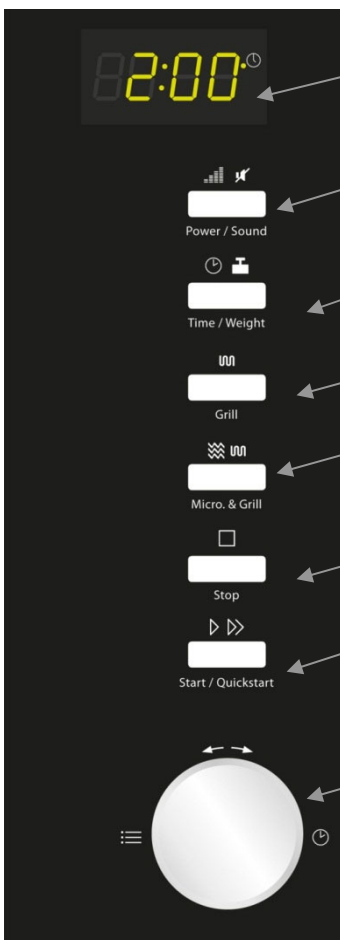 2:00
Power / Sound
Time / Weight
Grill
Micro. & Grill
Stop
Start / Quickstart